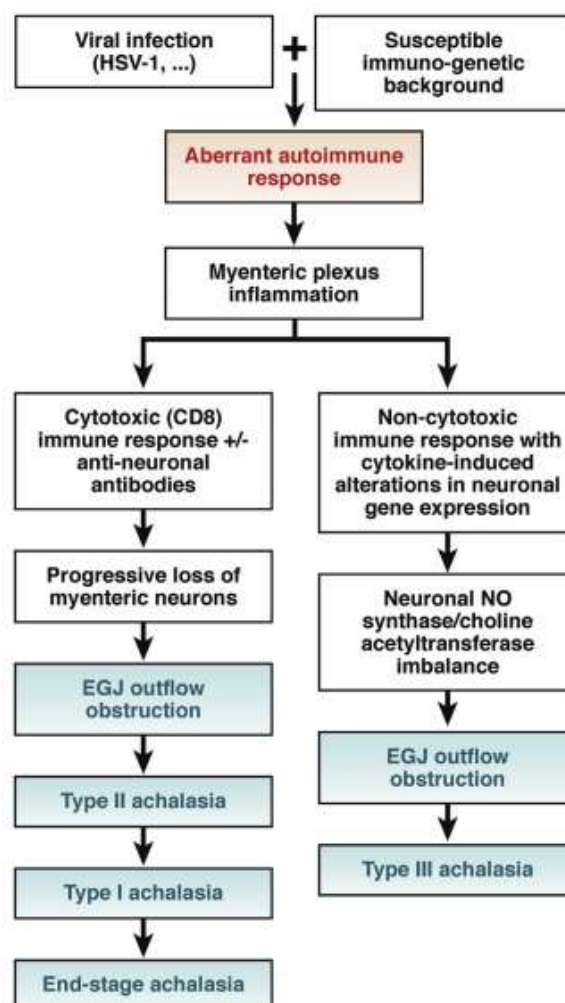 Viral infection
(HSV-1, ...)
+
Susceptible
immuno-genetic
background
Aberrant autoimmune
response
Myenteric plexus
inflammation
Cytotoxic (CD8)
immune response +/-
anti-neuronal
antibodies
Non-cytotoxic
immune response with
cytokine-induced
alterations in neuronal
gene expression
Progressive loss of
myenteric neurons
Neuronal NO
synthase/choline
acetyltransferase
imbalance
EGJ outflow
obstruction
EGJ outflow
obstruction
Type II achalasia
Type III achalasia
Type I achalasia
End-stage achalasia